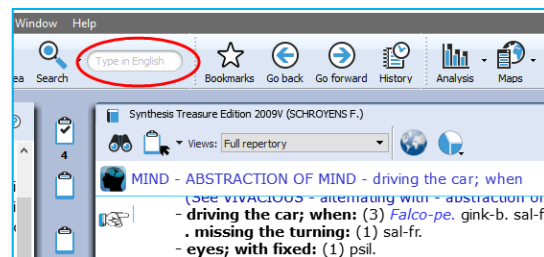 Window Help
Type in English
ea Search Bookmarks Go back Go forward History Analysis Maps
Synthesis Treasure Edition 2009V (SCHROYENS F.)
4
Views: Full repertory
MIND - ABSTRACTION OF MIND - driving the car; when
(See VIVACIOUS - alternating with - abstraction of
- driving the car; when: (3) Falco-pe. gink-b. sal-f
. missing the turning: (1) sal-fr.
- eyes; with fixed: (1) psil.